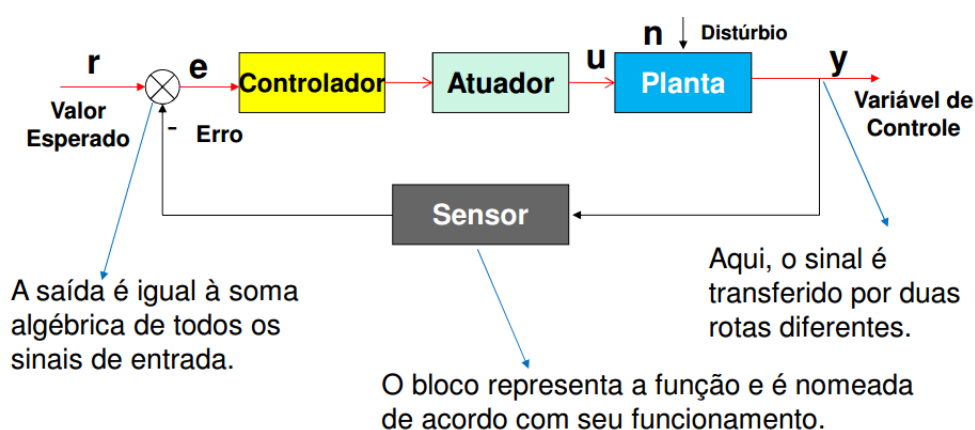 n
Distúrbio
r
e
Controlador
Atuador
u
Planta
y
Valor
Esperado
-
Erro
Variável de
Controle
Sensor
A saída é igual à soma
algébrica de todos os
sinais de entrada.
Aqui, o sinal é
transferido por duas
rotas diferentes.
O bloco representa a função e é nomeada
de acordo com seu funcionamento.